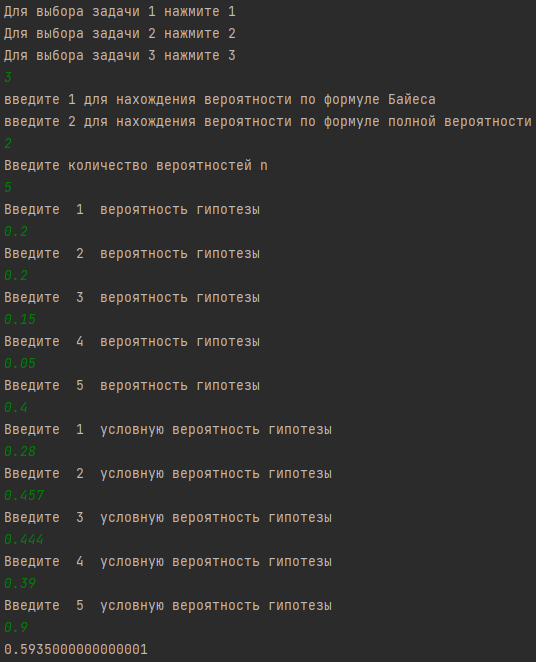 Для выбора задачи 1 нажмите 1
Для выбора задачи 2 нажмите 2
Для выбора задачи 3 нажмите 3
3
введите 1 для нахождения вероятности по формуле Байеса
введите 2 для нахождения вероятности по формуле полной вероятности
2
Введите количество вероятностей n
5
Введите  1  вероятность гипотезы
0.2
Введите  2  вероятность гипотезы
0.2
Введите  3  вероятность гипотезы
0.15
Введите  4  вероятность гипотезы
0.05
Введите  5  вероятность гипотезы
0.4
Введите  1  условную вероятность гипотезы
0.28
Введите  2  условную вероятность гипотезы
0.457
Введите  3  условную вероятность гипотезы
0.444
Введите  4  условную вероятность гипотезы
0.39
Введите  5  условную вероятность гипотезы
0.9
0.5935000000000001